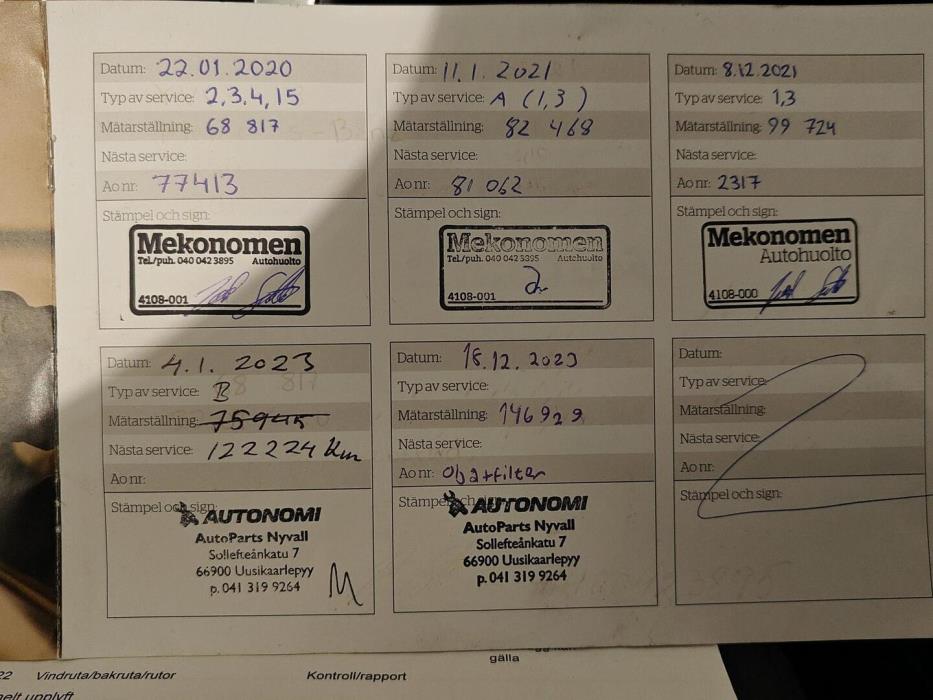 Datum: 22.01.2020
Typ av service: 2,3,4,15
Mätarställning: 68 817
Nästa service:
Ao nr: 77413
Stämpel och sign:
Mekonomen
Tel./puh. 040 042 3895 Autohuolto
4108-001
Datum: 11.1.2021
Typ av service: A (1,3)
Mätarställning: 82 468
Nästa service:
Ao nr: 81 062
Stämpel och sign:
Mekonomen
Tel./puh. 040 042 3895 Autohuolto
4108-001
Datum: 8.12.2021
Typ av service: 1,3
Mätarställning: 99 724
Nästa service:
Ao nr: 2317
Stämpel och sign:
Mekonomen
Autohuolto
4108-000
Datum: 4.1.2023
Typ av service: B
Mätarställning: 75945
Nästa service: 122224 km
Ao nr:
Stämpel och sign:
AUTONOMI
AutoParts Nyvall
Sollefteånkatu 7
66900 Uusikaarlepyy
p. 041 319 9264
Datum: 18.12.2023
Typ av service:
Mätarställning: 146929
Nästa service:
Ao nr: Olja+filter
Stämpel och sign:
AUTONOMI
AutoParts Nyvall
Sollefteånkatu 7
66900 Uusikaarlepyy
p. 041 319 9264
Datum:
Typ av service:
Mätarställning:
Nästa service:
Ao nr:
Stämpel och sign:
gälla
22 Vindruta/bakruta/rutor Kontroll/rapport
helt upplyft